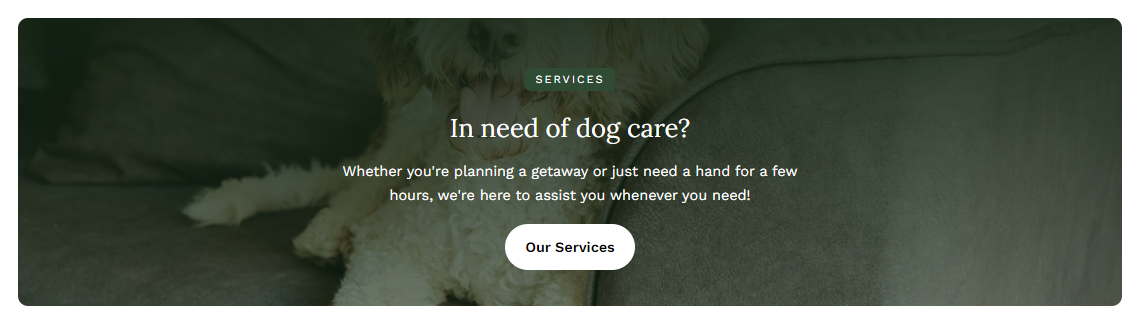 SERVICES
In need of dog care?
Whether you're planning a getaway or just need a hand for a few
hours, we're here to assist you whenever you need!
Our Services